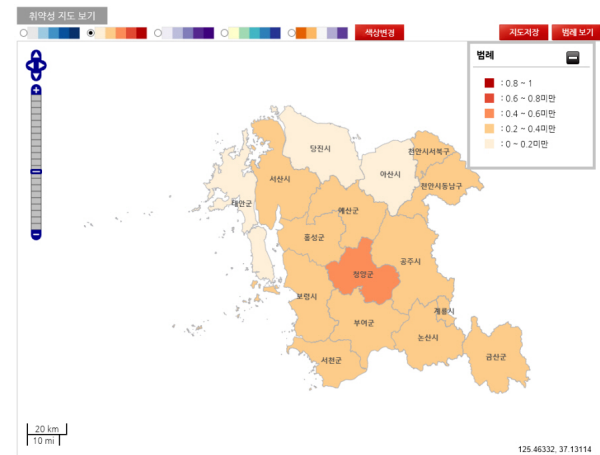 취약성 지도 보기
색상변경
지도저장
범례 보기
범례
: 0.8 ~ 1
: 0.6 ~ 0.8미만
: 0.4 ~ 0.6미만
: 0.2 ~ 0.4미만
: 0 ~ 0.2미만
당진시
천안시서북구
아산시
서산시
천안시동남구
태안군
예산군
홍성군
공주시
청양군
보령시
계룡시
부여군
논산시
금산군
서천군
20 km
10 mi
125.46332, 37.13114